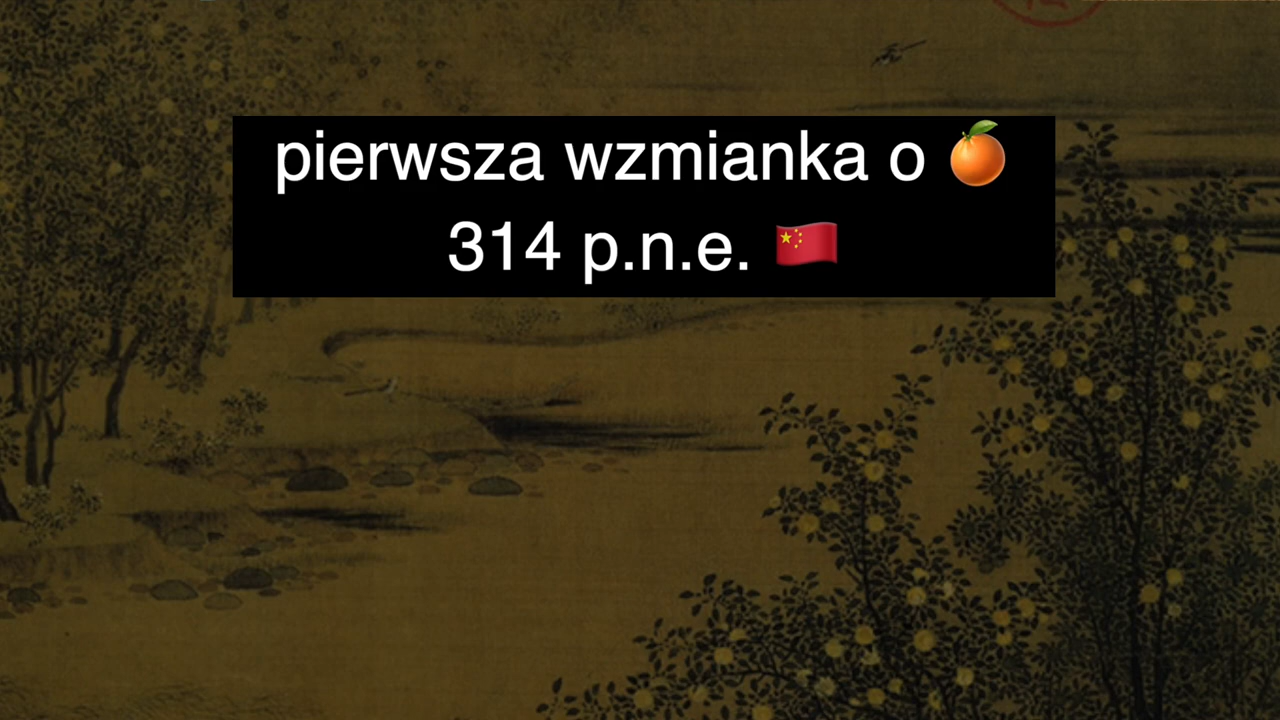 pierwsza wzmianka o 🍊
314 p.n.e. 🇨🇳